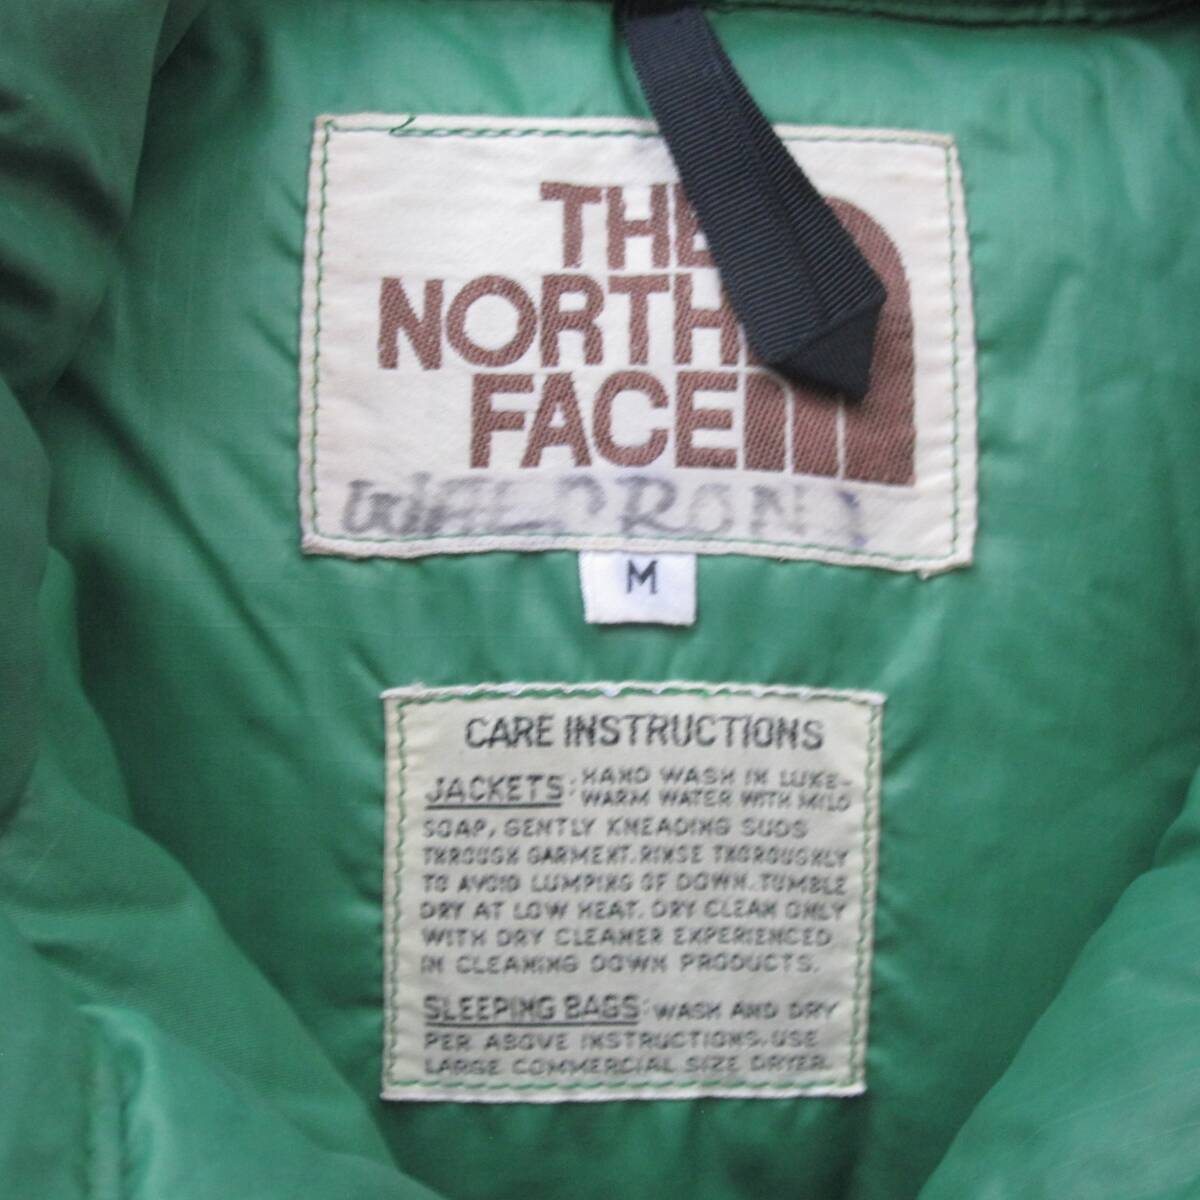 THE
NORTH
FACE
WALDRON
M
CARE INSTRUCTIONS
JACKETS: HAND WASH IN LUKE-
WARM WATER WITH MILD
SOAP, GENTLY KNEADING SUDS
THROUGH GARMENT. RINSE THOROUGHLY
TO AVOID LUMPING OF DOWN. TUMBLE
DRY AT LOW HEAT. DRY CLEAN ONLY
WITH DRY CLEANER EXPERIENCED
IN CLEANING DOWN PRODUCTS.
SLEEPING BAGS: WASH AND DRY
PER ABOVE INSTRUCTIONS. USE
LARGE COMMERCIAL SIZE DRYER.